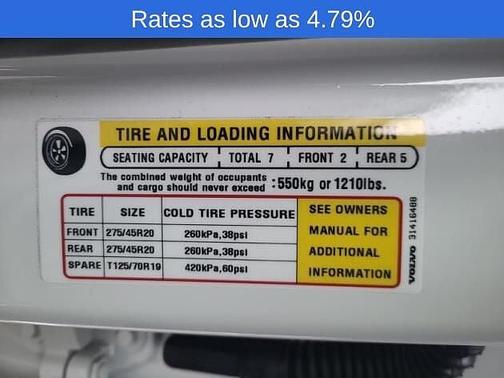 Rates as low as 4.79%
TIRE AND LOADING INFORMATION
SEATING CAPACITY TOTAL 7 FRONT 2 REAR 5
The combined weight of occupants
and cargo should never exceed :550kg or 1210lbs.
TIRE SIZE COLD TIRE PRESSURE
FRONT 275/45R20 260kPa,38psi
REAR 275/45R20 260kPa,38psi
SPARE T125/70R19 420kPa,60psi
SEE OWNERS
MANUAL FOR
ADDITIONAL
INFORMATION
VOLVO 31416488